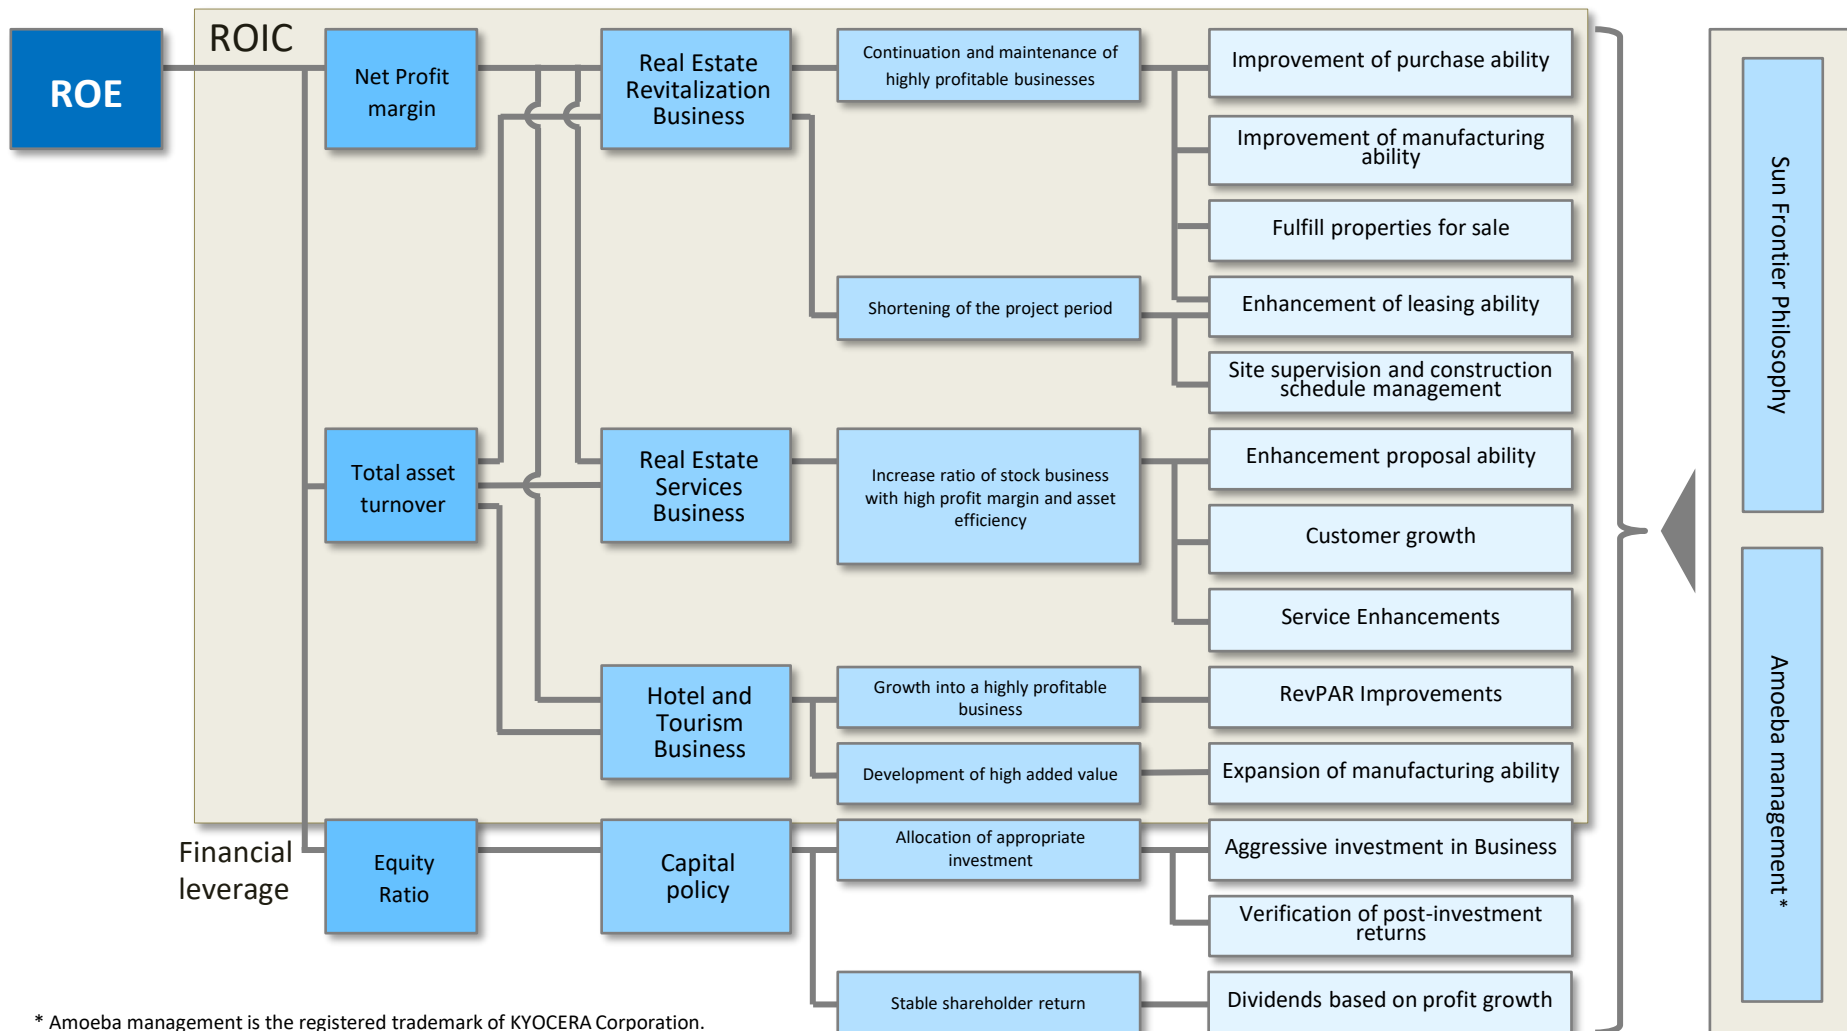 ROIC
ROE
Net Profit
margin
Real Estate
Revitalization
Business
Continuation and maintenance of
highly profitable businesses
Improvement of purchase ability
Improvement of manufacturing
ability
Fulfill properties for sale
Shortening of the project period
Enhancement of leasing ability
Site supervision and construction
schedule management
Total asset
turnover
Real Estate
Services
Business
Increase ratio of stock business
with high profit margin and asset
efficiency
Enhancement proposal ability
Customer growth
Service Enhancements
Hotel and
Tourism
Business
Growth into a highly profitable
business
RevPAR Improvements
Development of high added value
Expansion of manufacturing ability
Financial
leverage
Equity
Ratio
Capital
policy
Allocation of appropriate
investment
Aggressive investment in Business
Verification of post-investment
returns
Stable shareholder return
Dividends based on profit growth
Sun Frontier Philosophy
Amoeba management*
* Amoeba management is the registered trademark of KYOCERA Corporation.